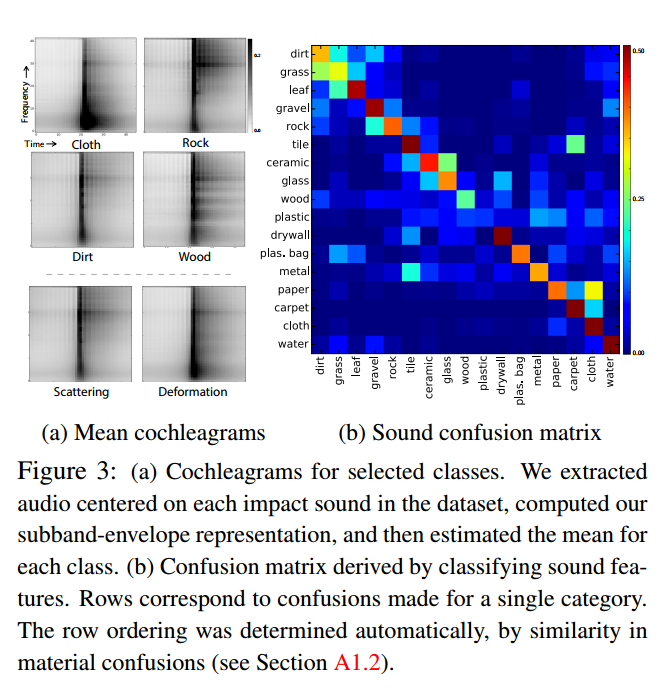 Frequency →
0.2
0.0
Time →
Cloth
Rock
Dirt
Wood
Scattering
Deformation
(a) Mean cochleagrams
dirt
grass
leaf
gravel
rock
tile
ceramic
glass
wood
plastic
drywall
plas. bag
metal
paper
carpet
cloth
water
dirt
grass
leaf
gravel
rock
tile
ceramic
glass
wood
plastic
drywall
plas. bag
metal
paper
carpet
cloth
water
0.50
0.25
0.00
(b) Sound confusion matrix
Figure 3: (a) Cochleagrams for selected classes. We extracted
audio centered on each impact sound in the dataset, computed our
subband-envelope representation, and then estimated the mean for
each class. (b) Confusion matrix derived by classifying sound fea-
tures. Rows correspond to confusions made for a single category.
The row ordering was determined automatically, by similarity in
material confusions (see Section A1.2).